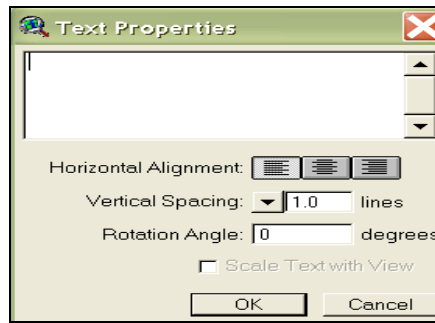 Text Properties
Horizontal Alignment:
Vertical Spacing: 1.0 lines
Rotation Angle: 0 degrees
Scale Text with View
OK Cancel